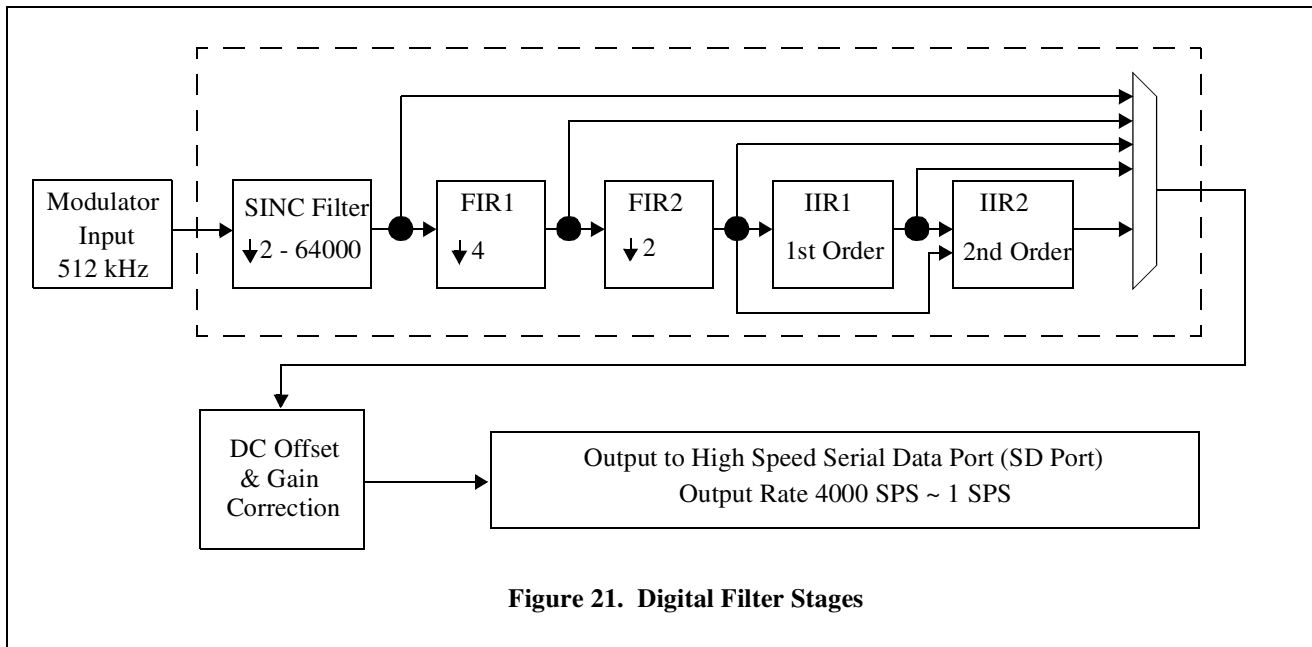 Modulator
Input
512 kHz
SINC Filter
↓2 - 64000
FIR1
↓4
FIR2
↓2
IIR1
1st Order
IIR2
2nd Order
DC Offset
& Gain
Correction
Output to High Speed Serial Data Port (SD Port)
Output Rate 4000 SPS ~ 1 SPS
Figure 21.  Digital Filter Stages